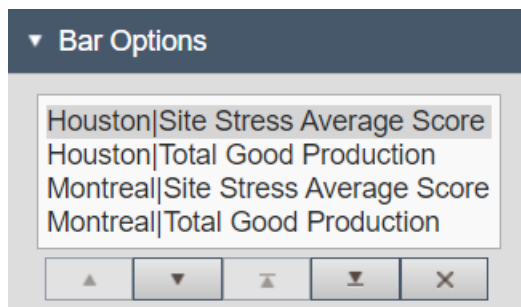 Bar Options
Houston|Site Stress Average Score
Houston|Total Good Production
Montreal|Site Stress Average Score
Montreal|Total Good Production